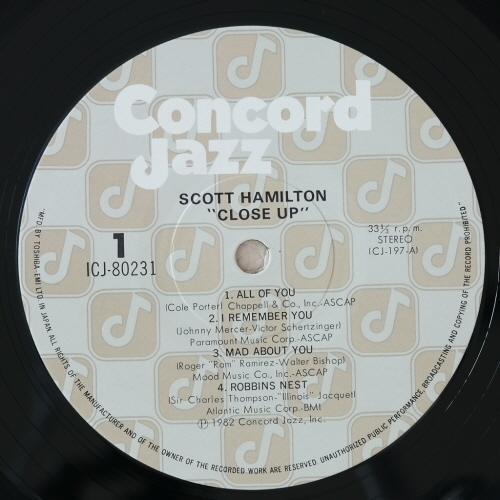 Concord
Jazz
SCOTT HAMILTON
"CLOSE UP"
1
ICJ-80231
33⅓ r.p.m.
STEREO
(CJ-197-A)
1. ALL OF YOU
(Cole Porter) Choppell & Co., Inc.-ASCAP
2. I REMEMBER YOU
(Johnny Mercer-Victor Schertzinger)
Paramount Music Corp.-ASCAP
3. MAD ABOUT YOU
(Roger "Ram" Ramirez-Walter Bishop)
Mood Music Co., Inc.-ASCAP
4. ROBBINS NEST
(Sir Charles Thompson-"Illinois" Jacquet)
Atlantic Music Corp.-BMI
Ⓟ 1982 Concord Jazz, Inc.
"MF'D BY TOSHIBA EMI LTD IN JAPAN ALL RIGHTS OF THE MANUFACTURER AND OF THE OWNER OF THE RECORDED WORK ARE RESERVED. UNAUTHORIZED PUBLIC PERFORMANCE, BROADCASTING AND COPYING OF THE RECORD PROHIBITED"